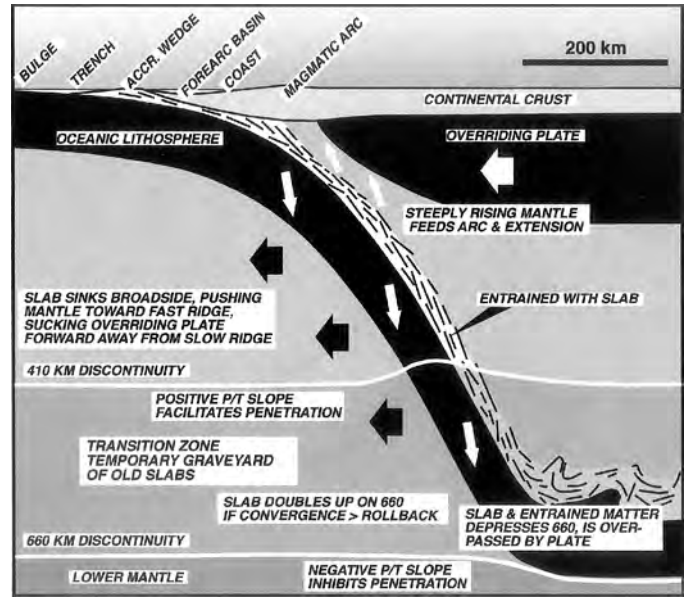 BULGE
TRENCH
ACCR. WEDGE
FOREARC BASIN
COAST
MAGMATIC ARC
200 km
CONTINENTAL CRUST
OCEANIC LITHOSPHERE
OVERRIDING PLATE
STEEPLY RISING MANTLE
FEEDS ARC & EXTENSION
SLAB SINKS BROADSIDE, PUSHING
MANTLE TOWARD FAST RIDGE,
SUCKING OVERRIDING PLATE
FORWARD AWAY FROM SLOW RIDGE
ENTRAINED WITH SLAB
410 KM DISCONTINUITY
POSITIVE P/T SLOPE
FACILITATES PENETRATION
TRANSITION ZONE
TEMPORARY GRAVEYARD
OF OLD SLABS
SLAB DOUBLES UP ON 660
IF CONVERGENCE > ROLLBACK
SLAB & ENTRAINED MATTER
DEPRESSES 660, IS OVER-
PASSED BY PLATE
660 KM DISCONTINUITY
LOWER MANTLE
NEGATIVE P/T SLOPE
INHIBITS PENETRATION